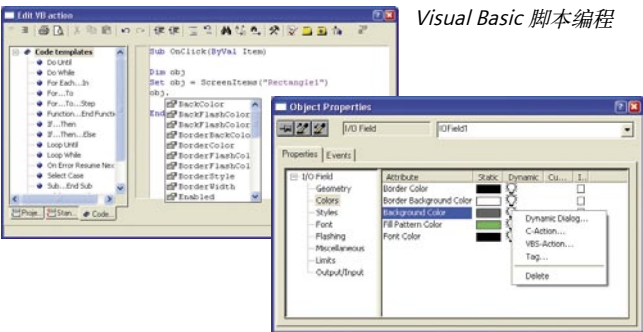 Edit VB action
Visual Basic 脚本编程
Code templates
Do Until
Do While
For Each...In
For...To
For...To...Step
Function...End Functi
If...Then
If...Then...Else
Loop Until
Loop While
On Error Resume Nex
Select Case
Sub...End Sub
Proje...
Stan...
Code...
Sub OnClick(ByVal Item)
Dim obj
Set obj = ScreenItems("Rectangle1")
obj.
End
BackColor
BackFlashColor
BackFlashColor
BorderBackColo
BorderColor
BorderFlashCol
BorderFlashCol
BorderStyle
BorderWidth
Enabled
Object Properties
I/O Field
IOField1
Properties
Events
I/O Field
Geometry
Colors
Styles
Font
Flashing
Miscellaneous
Limits
Output/Input
Attribute Static Dynamic Cu... I...
Border Color
Border Background Color
Background Color
Fill Pattern Color
Font Color
Dynamic Dialog...
C-Action...
VBS-Action...
Tag...
Delete